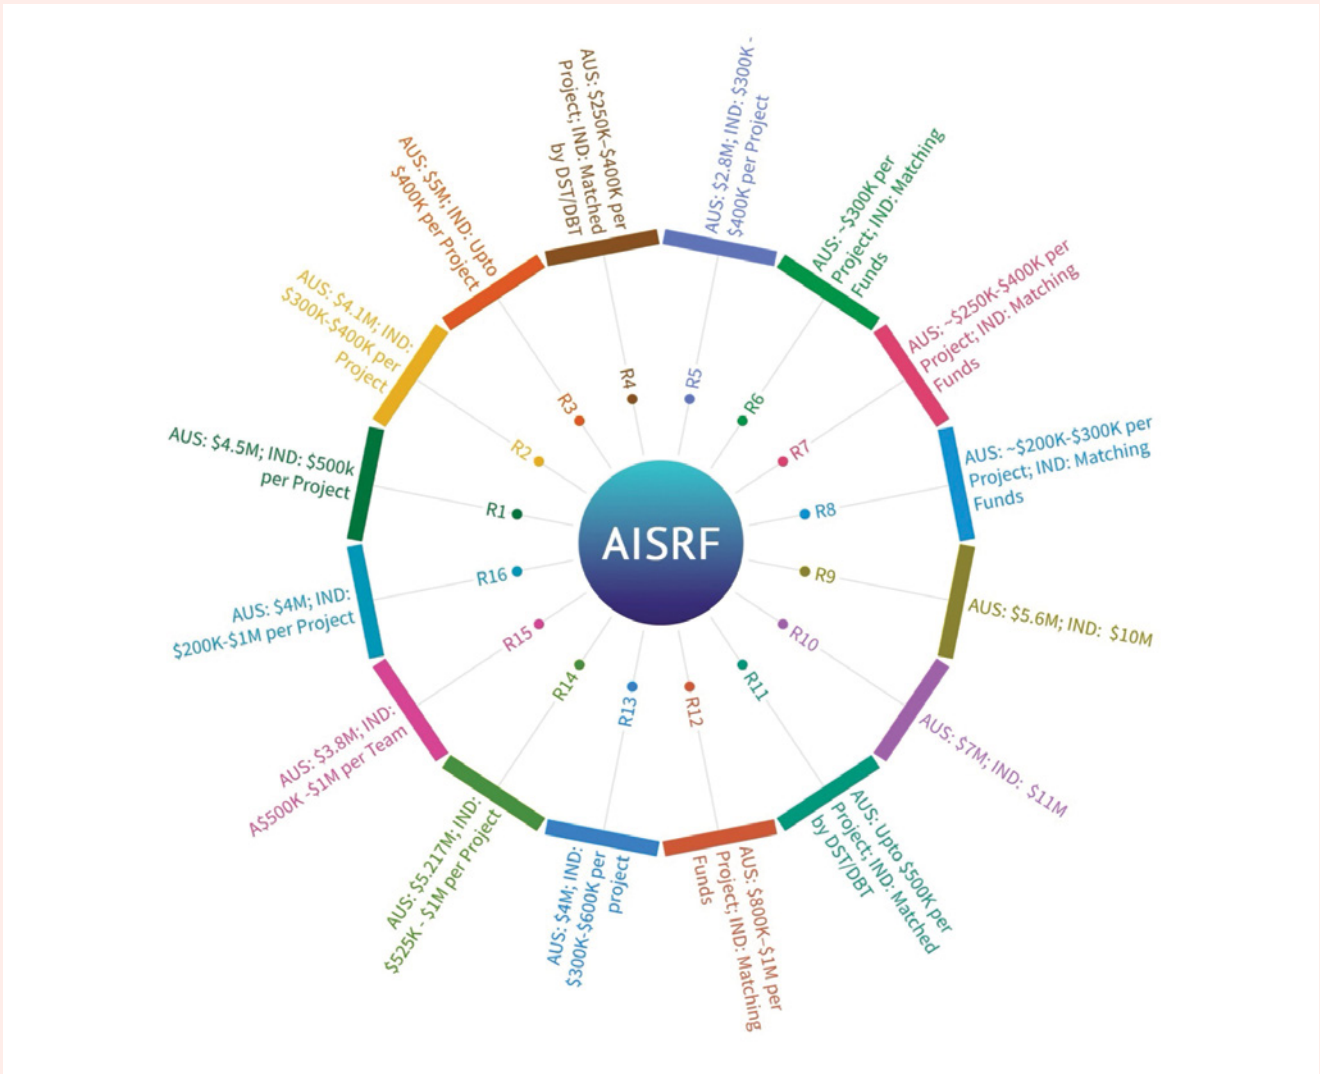 AISRF
R1
AUS: $4.5M; IND: $500k
per Project
R2
AUS: $4.1M; IND:
$300K-$400K per
Project
R3
AUS: $5M; IND: Upto
$400K per Project
R4
AUS: $250K–$400K per
Project; IND: Matched
by DST/DBT
R5
AUS: $2.8M; IND: $300K -
$400K per Project
R6
AUS: ~$300K per
Project; IND: Matching
Funds
R7
AUS: ~$250K-$400K per
Project; IND: Matching
Funds
R8
AUS: ~$200K-$300K per
Project; IND: Matching
Funds
R9
AUS: $5.6M; IND: $10M
R10
AUS: $7M; IND: $11M
R11
AUS: Upto $500K per
Project; IND: Matched
by DST/DBT
R12
AUS: $800K–$1M per
Project; IND: Matching
Funds
R13
AUS: $4M; IND:
$300K-$600K per
project
R14
AUS: $5.217M; IND:
$525K - $1M per Project
R15
AUS: $3.8M; IND:
A$500K -$1M per Team
R16
AUS: $4M; IND:
$200K-$1M per Project